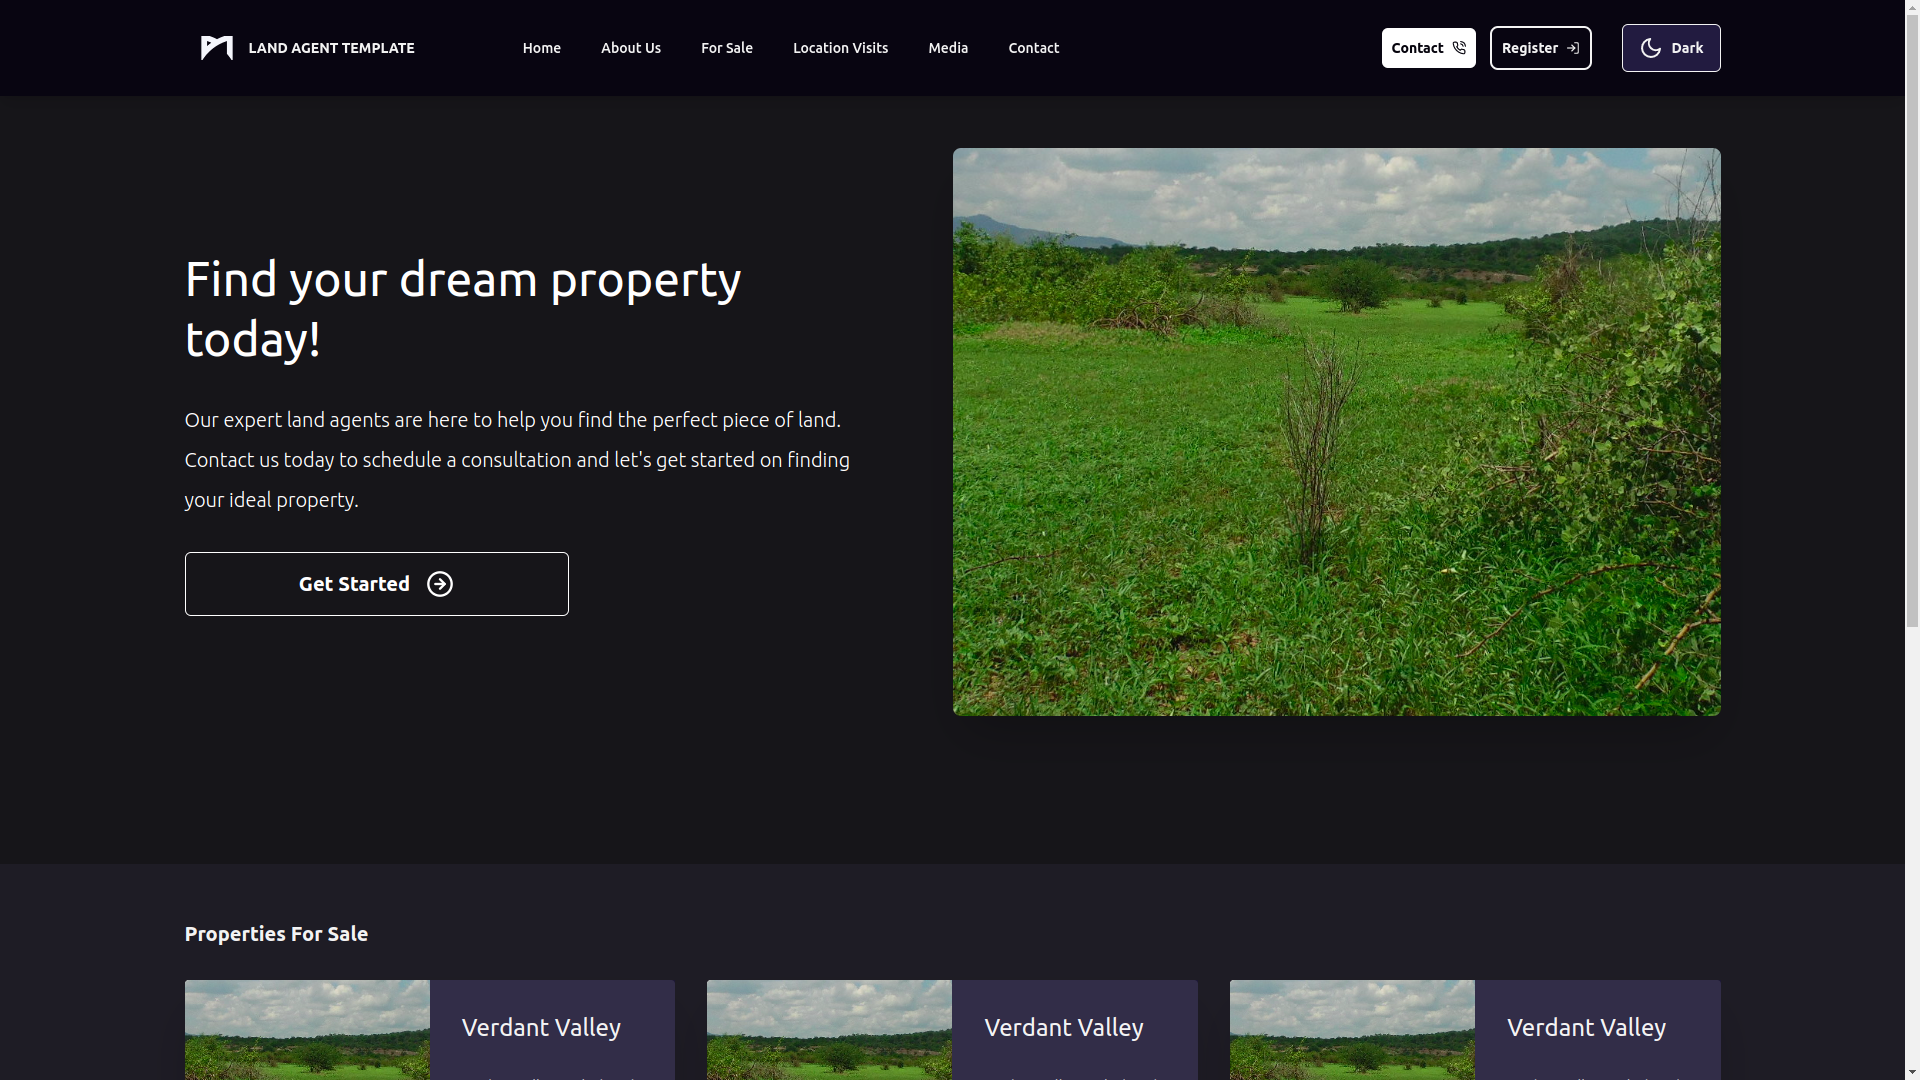 LAND AGENT TEMPLATE
Home
About Us
For Sale
Location Visits
Media
Contact
Contact
Register
Dark
Find your dream property
today!
Our expert land agents are here to help you find the perfect piece of land.
Contact us today to schedule a consultation and let's get started on finding
your ideal property.
Get Started
Properties For Sale
Verdant Valley
Verdant Valley
Verdant Valley